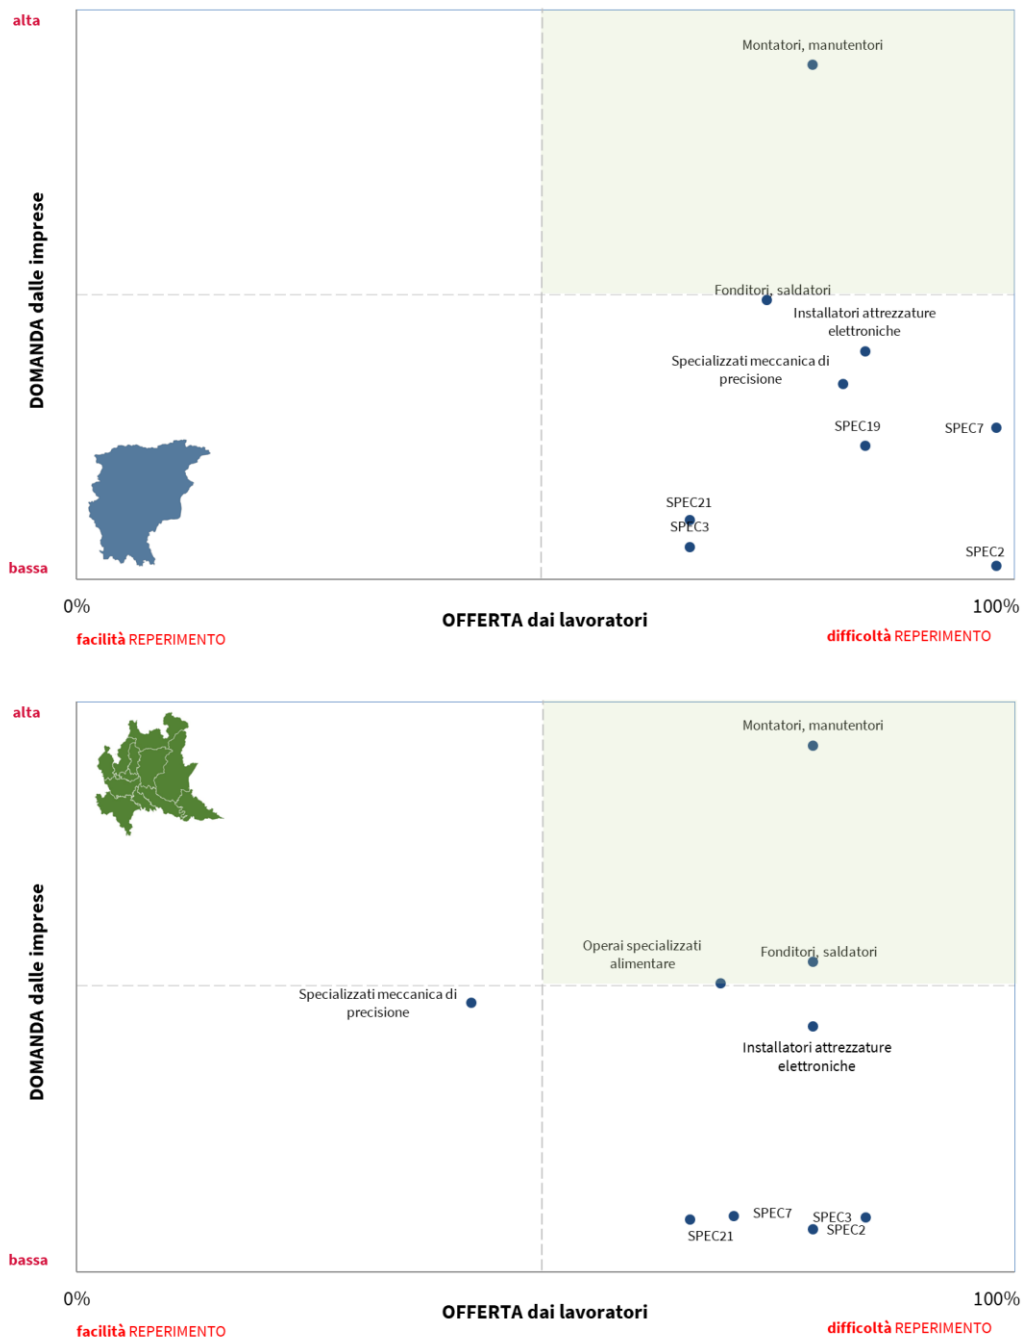 alta
Montatori, manutentori
DOMANDA dalle imprese
Fonditori, saldatori
Installatori attrezzature
elettroniche
Specializzati meccanica di
precisione
SPEC19
SPEC7
SPEC21
SPEC3
SPEC2
bassa
0%
100%
OFFERTA dai lavoratori
facilità REPERIMENTO
difficoltà REPERIMENTO
alta
Montatori, manutentori
DOMANDA dalle imprese
Operai specializzati
alimentare
Fonditori, saldatori
Specializzati meccanica di
precisione
Installatori attrezzature
elettroniche
SPEC7
SPEC3
SPEC21
SPEC2
bassa
0%
100%
OFFERTA dai lavoratori
facilità REPERIMENTO
difficoltà REPERIMENTO